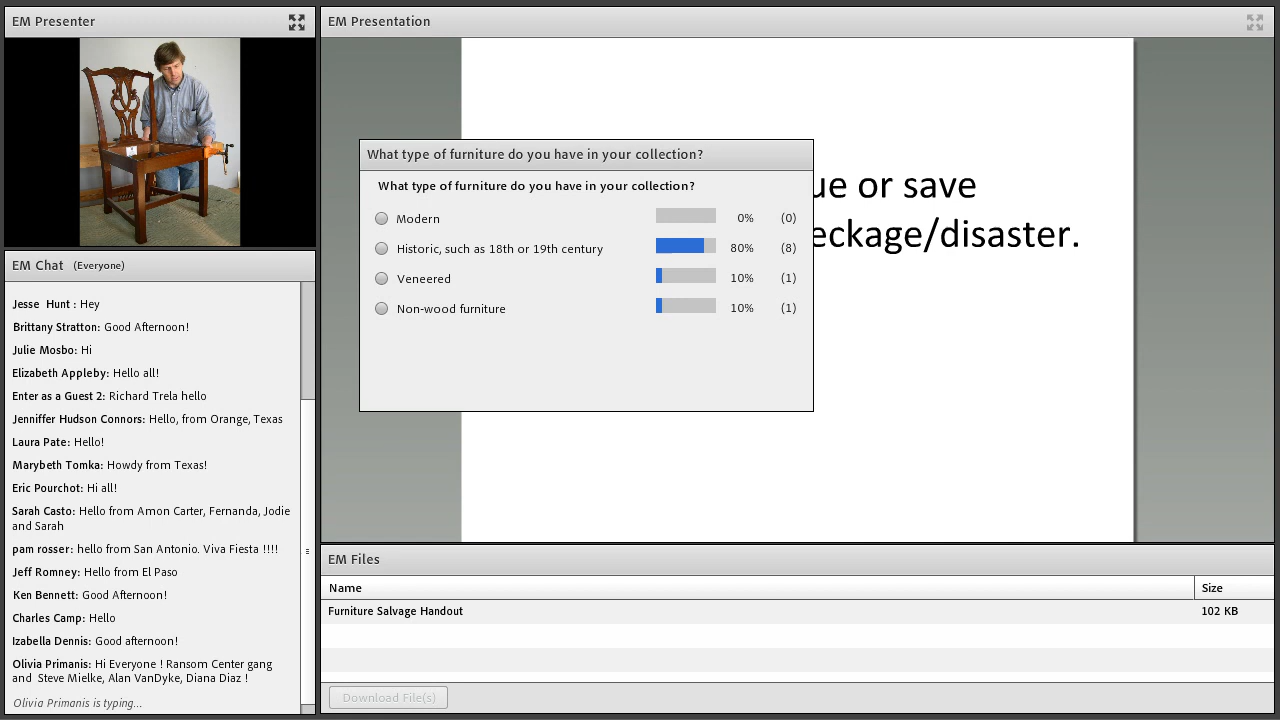 EM Presenter
EM Chat (Everyone)
Jesse Hunt : Hey
Brittany Stratton: Good Afternoon!
Julie Mosbo: Hi
Elizabeth Appleby: Hello all!
Enter as a Guest 2: Richard Trela hello
Jenniffer Hudson Connors: Hello, from Orange, Texas
Laura Pate: Hello!
Marybeth Tomka: Howdy from Texas!
Eric Pourchot: Hi all!
Sarah Casto: Hello from Amon Carter, Fernanda, Jodie
and Sarah
pam rosser: hello from San Antonio. Viva Fiesta !!!!
Jeff Romney: Hello from El Paso
Ken Bennett: Good Afternoon!
Charles Camp: Hello
Izabella Dennis: Good afternoon!
Olivia Primanis: Hi Everyone ! Ransom Center gang
and Steve Mielke, Alan VanDyke, Diana Diaz !
Olivia Primanis is typing...
EM Presentation
ue or save
eckage/disaster.
What type of furniture do you have in your collection?
What type of furniture do you have in your collection?
Modern 0% (0)
Historic, such as 18th or 19th century 80% (8)
Veneered 10% (1)
Non-wood furniture 10% (1)
EM Files
Name Size
Furniture Salvage Handout 102 KB
Download File(s)